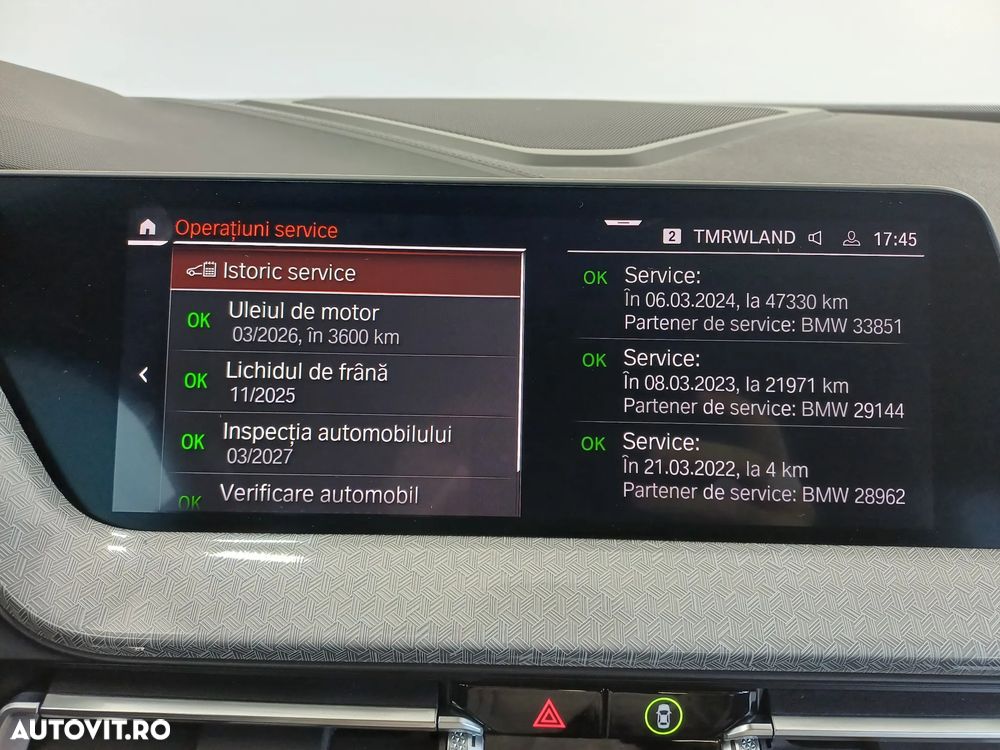 Operațiuni service
2 TMRWLAND 17:45
Istoric service
OK Uleiul de motor
03/2026, în 3600 km
OK Lichidul de frână
11/2025
OK Inspecția automobilului
03/2027
OK Verificare automobil
OK Service:
În 06.03.2024, la 47330 km
Partener de service: BMW 33851
OK Service:
În 08.03.2023, la 21971 km
Partener de service: BMW 29144
OK Service:
În 21.03.2022, la 4 km
Partener de service: BMW 28962
AUTOVIT.RO